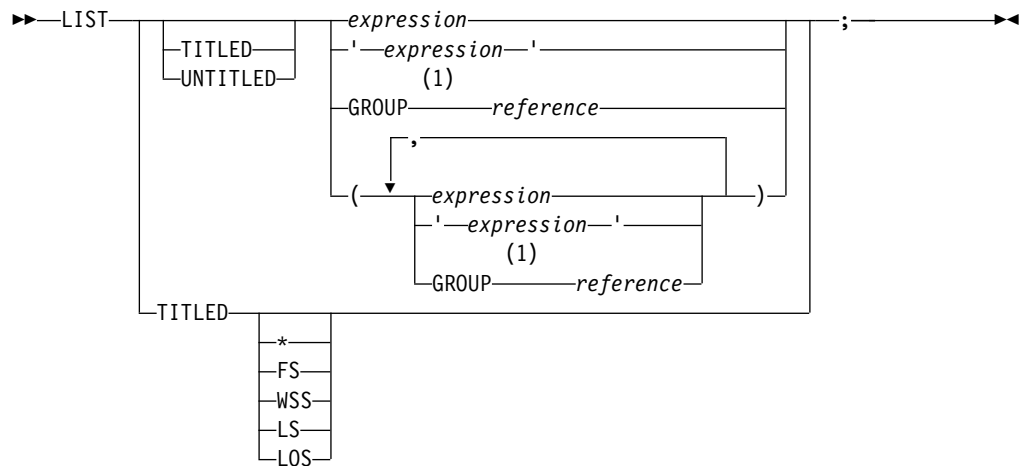 LIST expression ;
TITLED ' expression '
UNTITLED (1)
GROUP reference
,
( expression )
' expression '
(1)
GROUP reference
TITLED
*
FS
WSS
LS
LOS